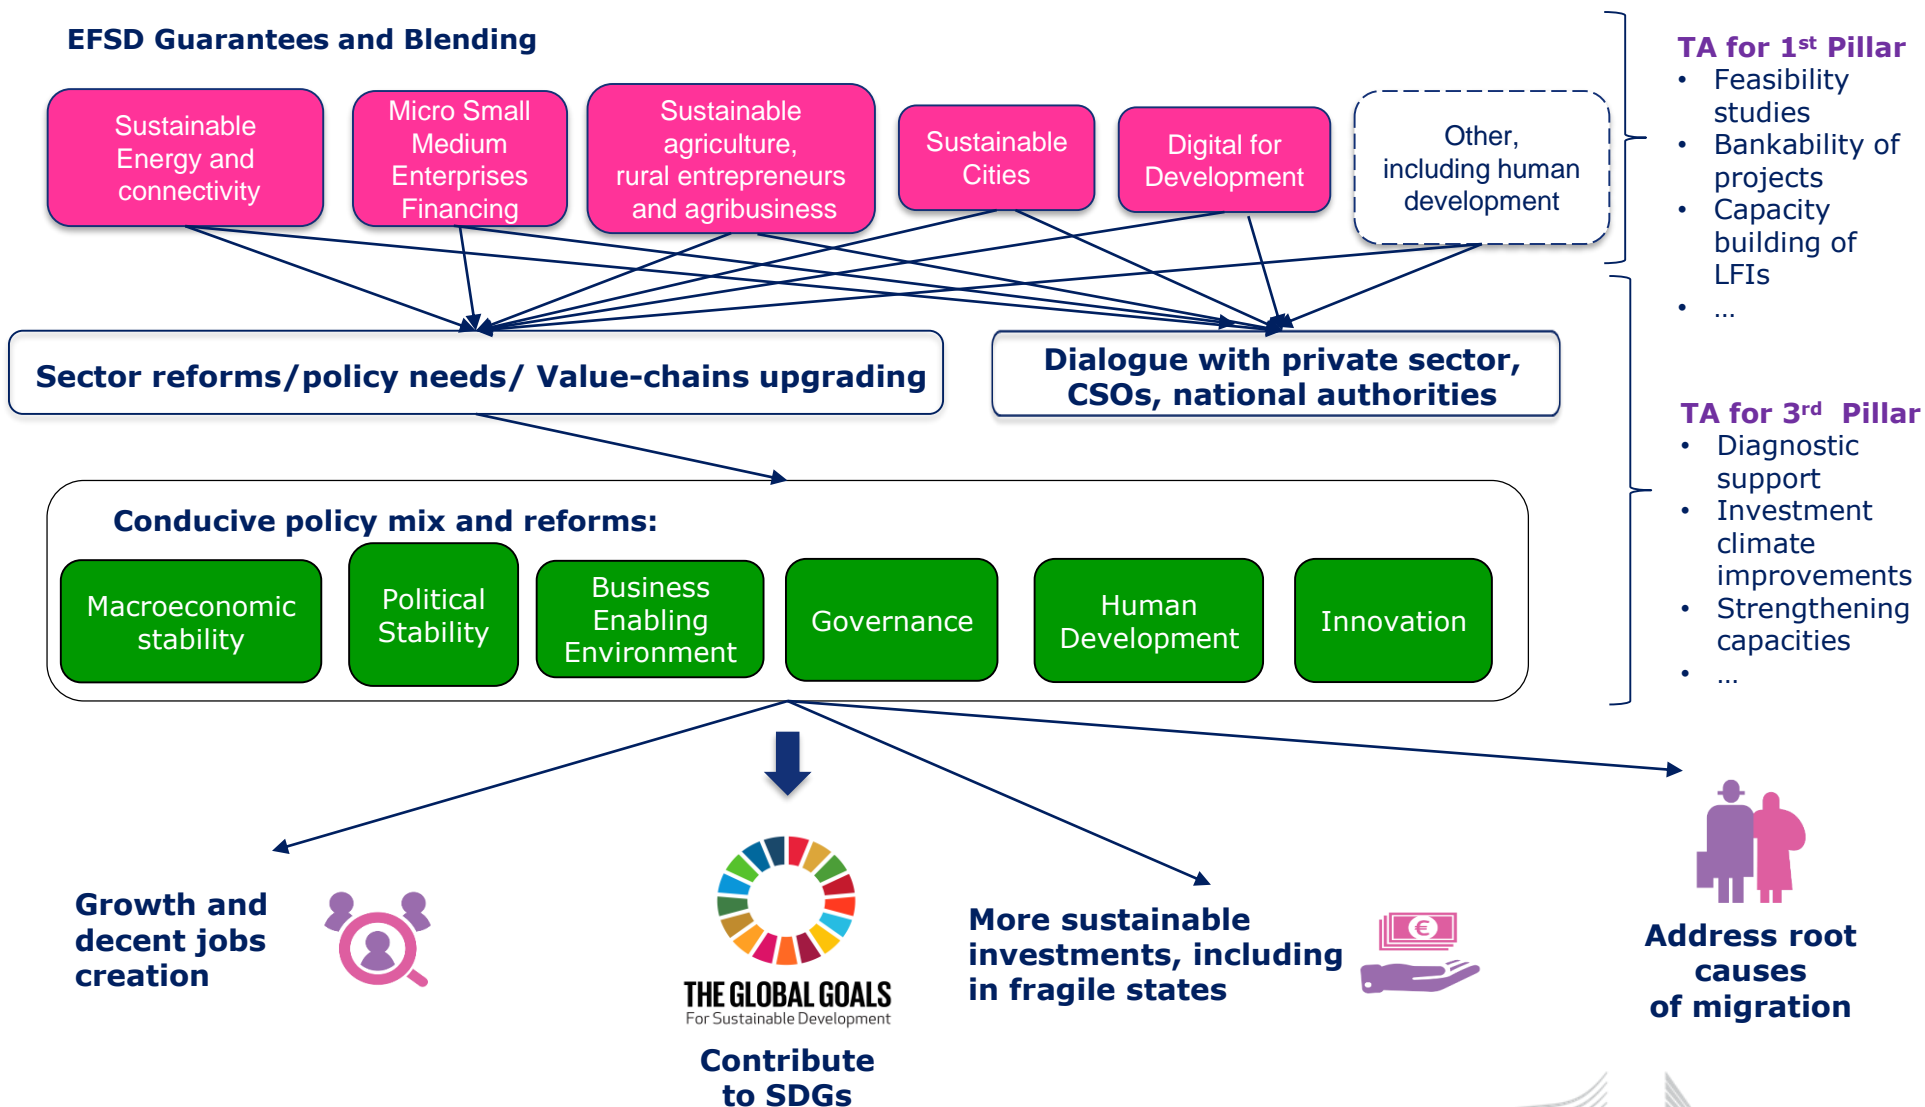 EFSD Guarantees and Blending
Sustainable
Energy and
connectivity
Micro Small
Medium
Enterprises
Financing
Sustainable
agriculture,
rural entrepreneurs
and agribusiness
Sustainable
Cities
Digital for
Development
Other,
including human
development
TA for 1st Pillar
• Feasibility
studies
• Bankability of
projects
• Capacity
building of
LFIs
• ...
Sector reforms/policy needs/ Value-chains upgrading
Dialogue with private sector,
CSOs, national authorities
TA for 3rd Pillar
• Diagnostic
support
• Investment
climate
improvements
• Strengthening
capacities
• ...
Conducive policy mix and reforms:
Macroeconomic
stability
Political
Stability
Business
Enabling
Environment
Governance
Human
Development
Innovation
Growth and
decent jobs
creation
THE GLOBAL GOALS
For Sustainable Development
Contribute
to SDGs
More sustainable
investments, including
in fragile states
€
Address root
causes
of migration